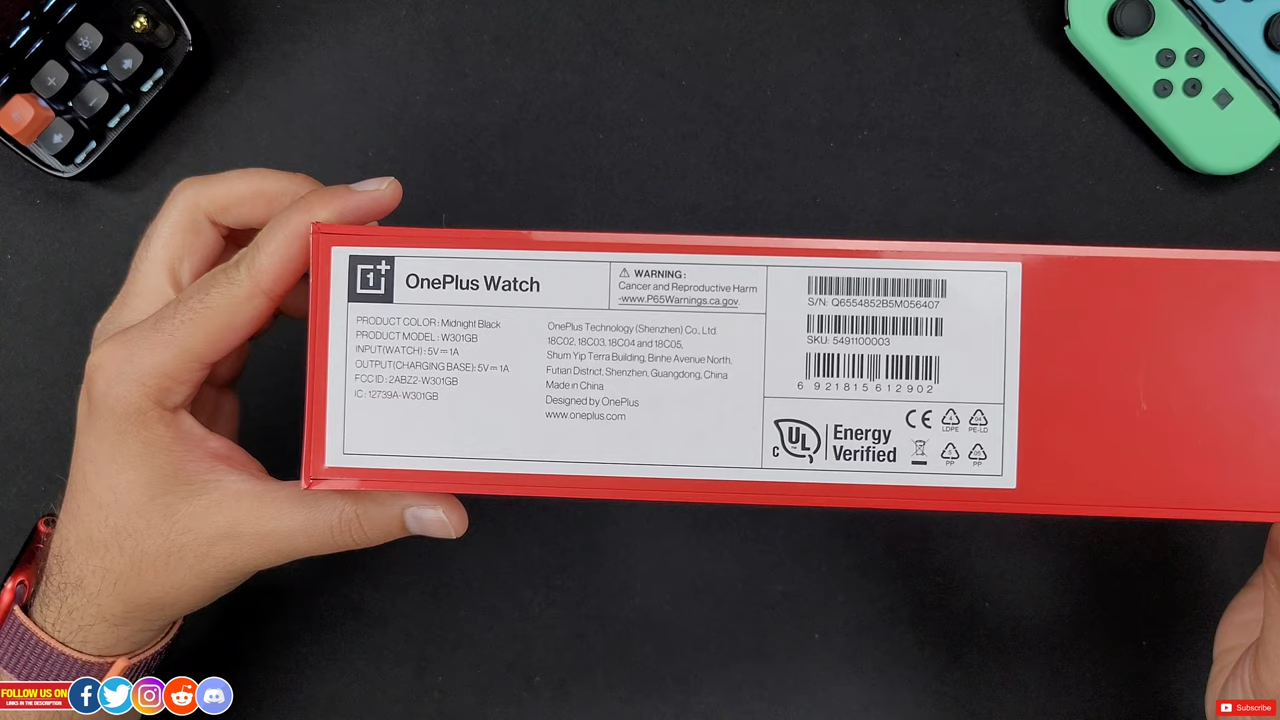 OnePlus Watch
PRODUCT COLOR: Midnight Black
PRODUCT MODEL: W301GB
INPUT(WATCH): 5V⎓1A
OUTPUT(CHARGING BASE): 5V⎓1A
FCC ID: 2ABZ2-W301GB
IC: 12739A-W301GB
⚠ WARNING:
Cancer and Reproductive Harm
-www.P65Warnings.ca.gov
OnePlus Technology (Shenzhen) Co., Ltd.
18C02, 18C03, 18C04 and 18C05,
Shum Yip Terra Building, Binhe Avenue North,
Futian District, Shenzhen, Guangdong, China
Made in China
Designed by OnePlus
www.oneplus.com
S/N: Q6554852B5M056407
SKU: 5491100003
6 921815 612902
C UL Energy
Verified
CE
LDPE
PE-LD
PP
PP
FOLLOW US ON
LINKS IN THE DESCRIPTION
Subscribe